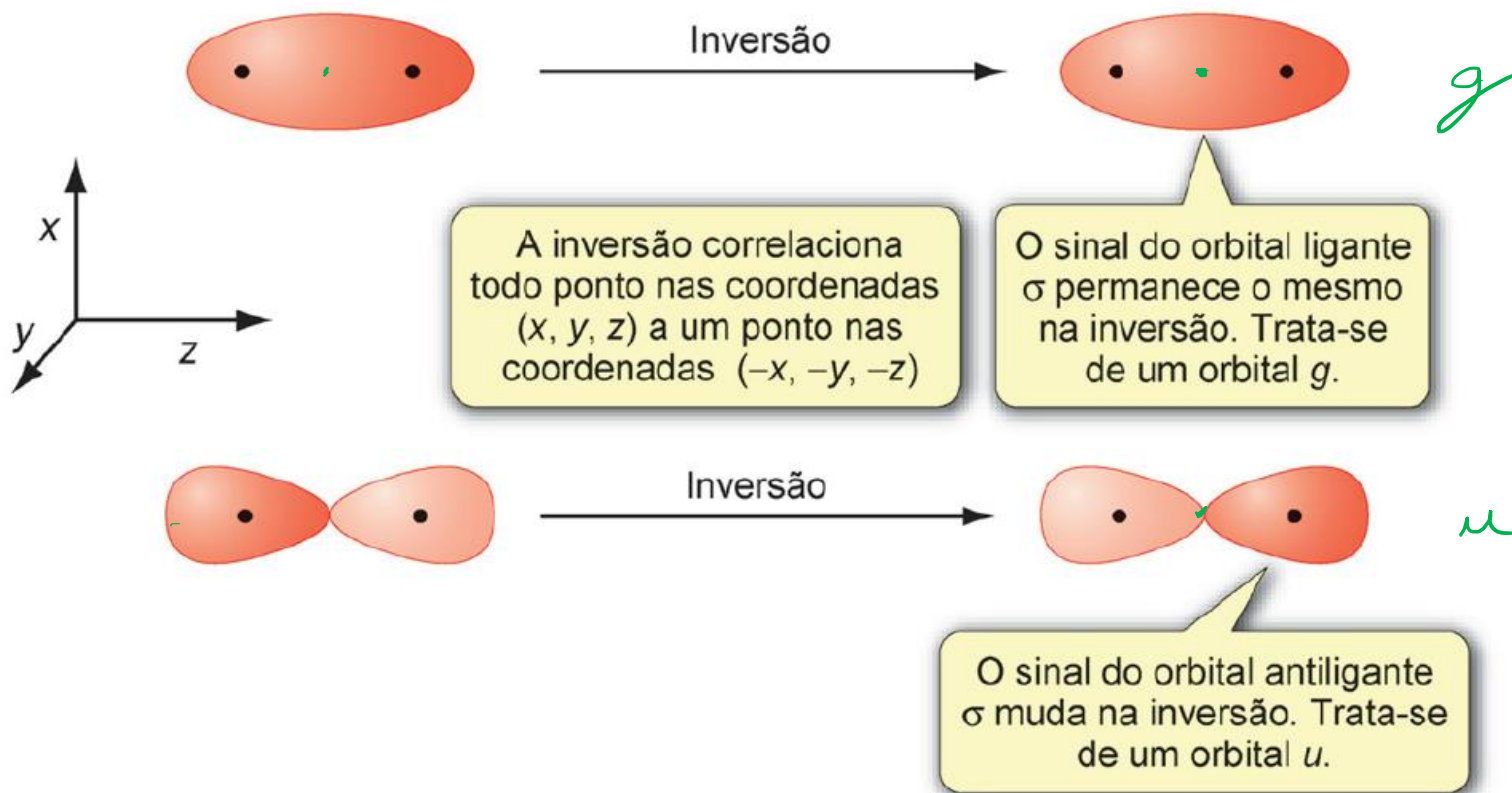 Inversão
g
x
y
z
A inversão correlaciona
todo ponto nas coordenadas
(x, y, z) a um ponto nas
coordenadas (–x, –y, –z)
O sinal do orbital ligante
σ permanece o mesmo
na inversão. Trata-se
de um orbital g.
Inversão
u
O sinal do orbital antiligante
σ muda na inversão. Trata-se
de um orbital u.